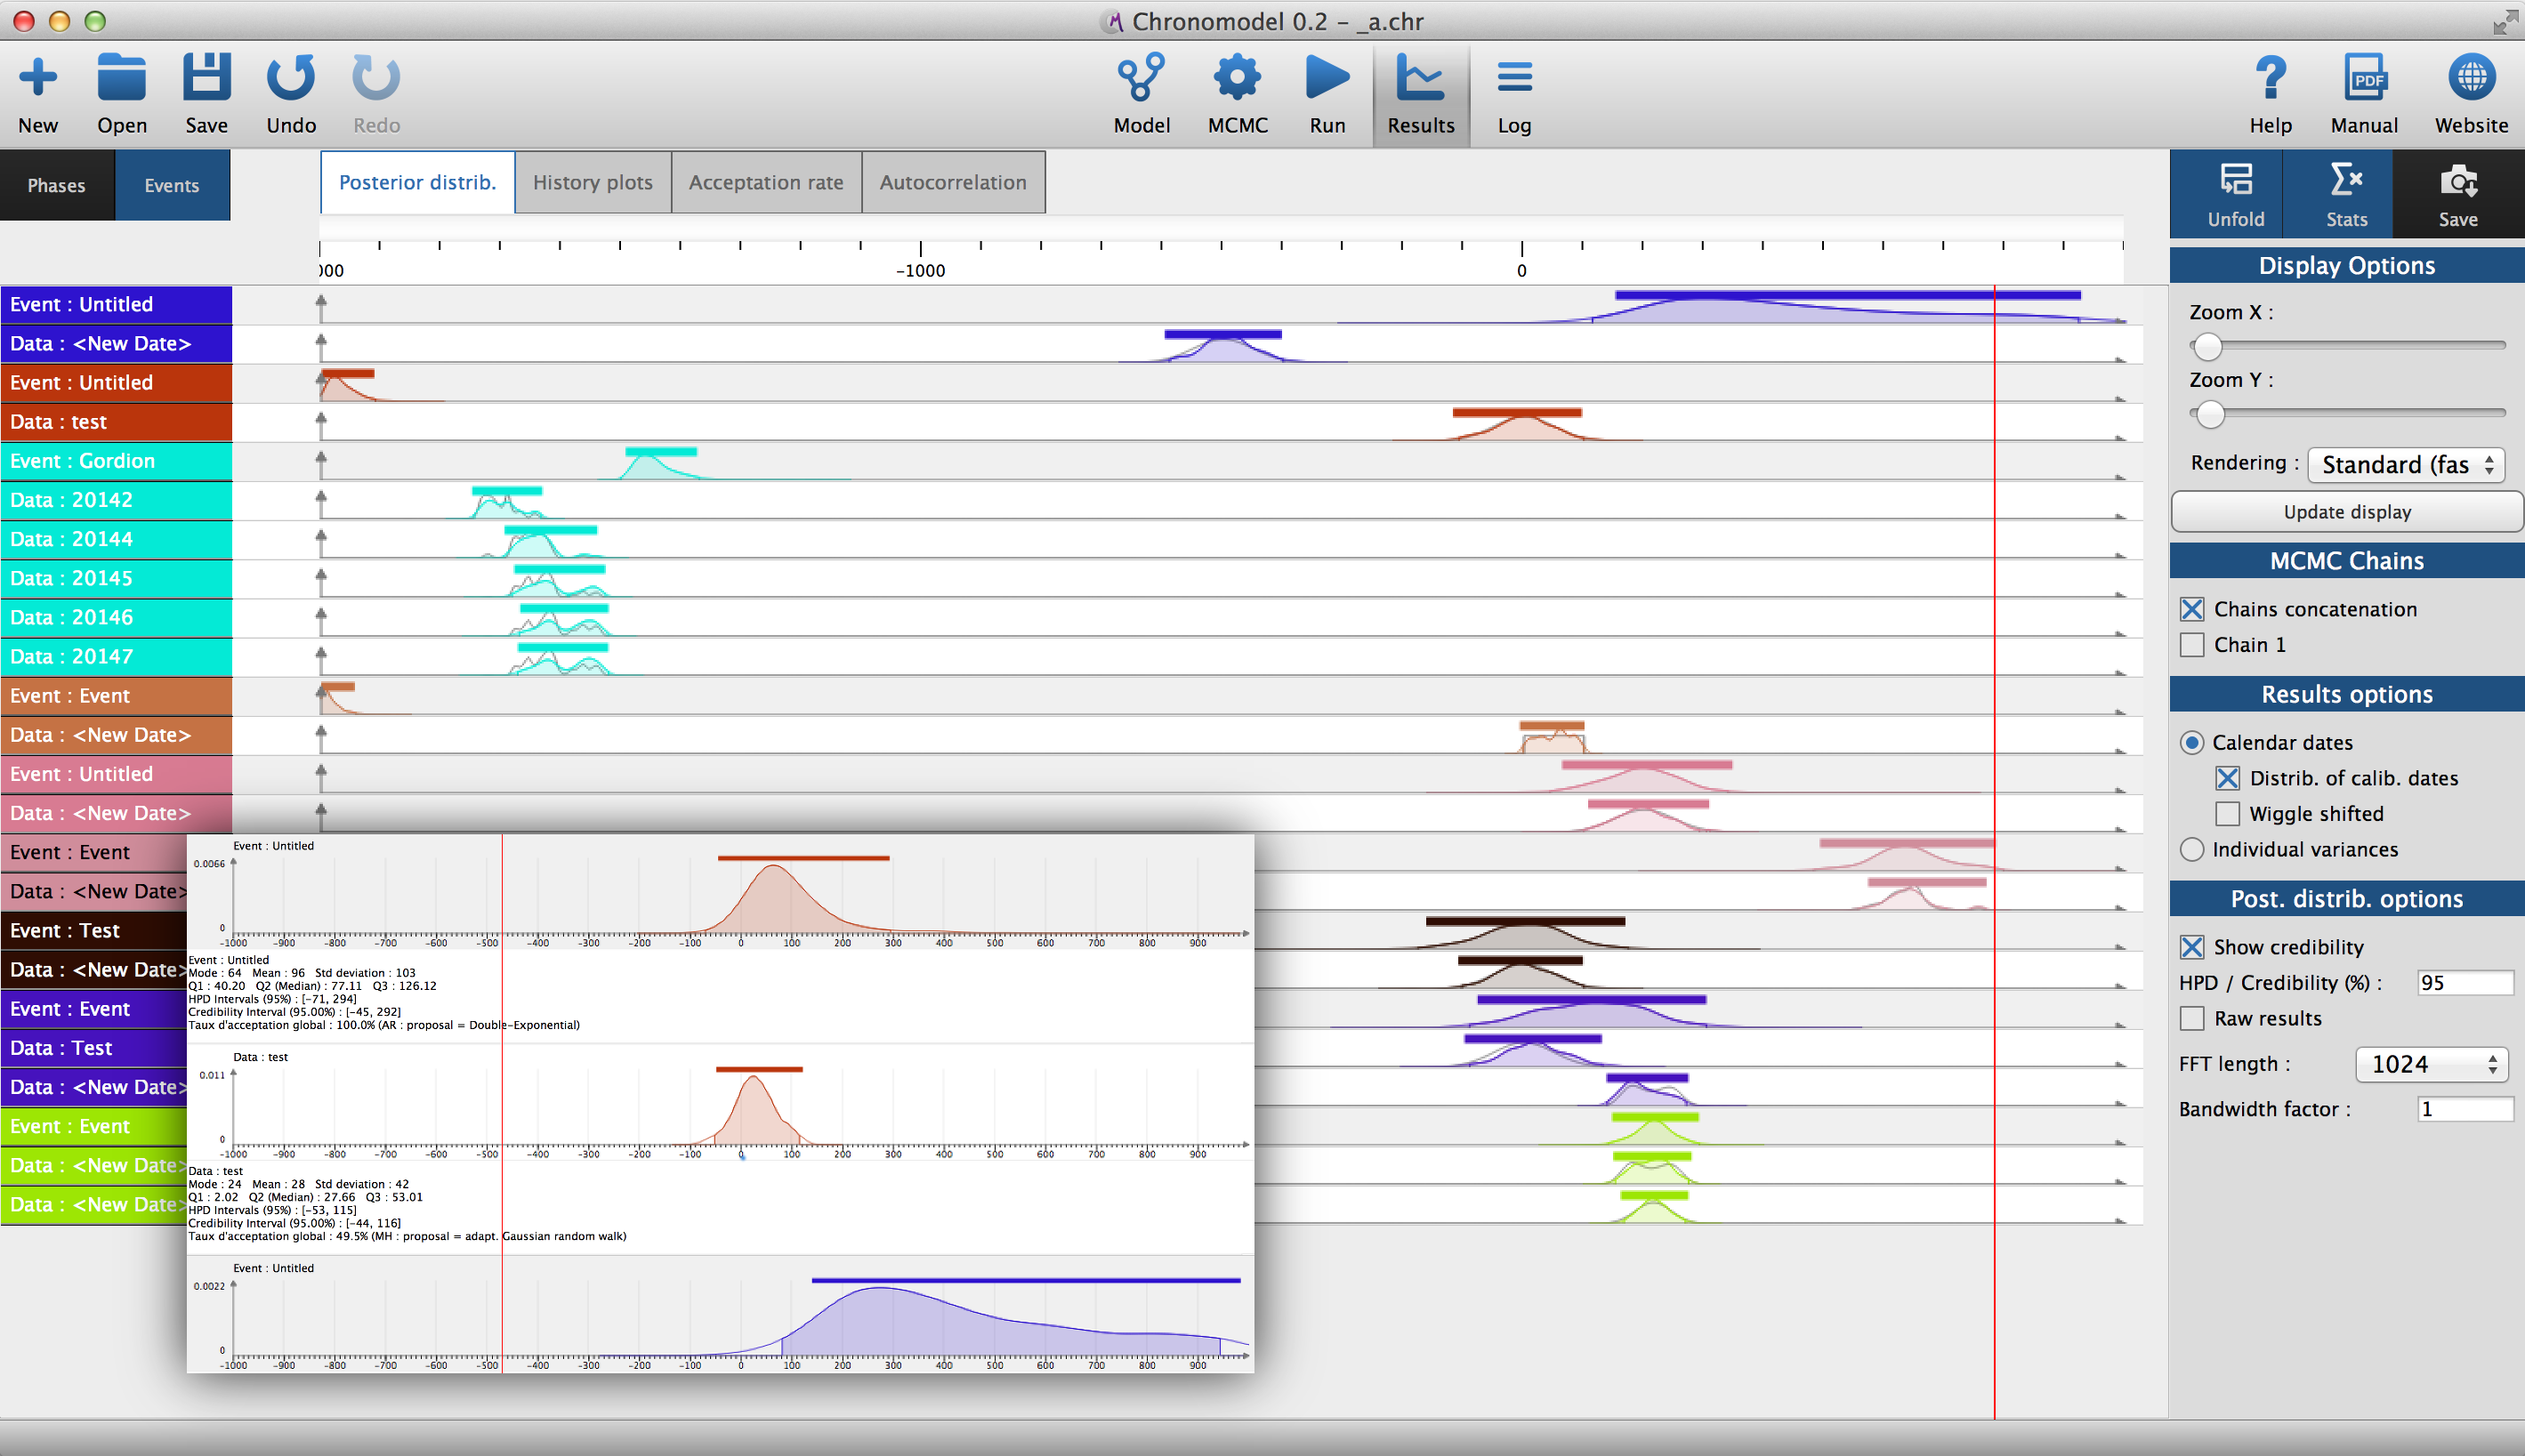 Chronomodel 0.2 – _a.chr
New Open Save Undo Redo Model MCMC Run Results Log Help Manual Website
PDF
Phases Events Posterior distrib. History plots Acceptation rate Autocorrelation Unfold Stats Save
000 -1000 0
Display Options
Zoom X :
Zoom Y :
Rendering : Standard (fas
Update display
MCMC Chains
Chains concatenation
Chain 1
Results options
Calendar dates
Distrib. of calib. dates
Wiggle shifted
Individual variances
Post. distrib. options
Show credibility
HPD / Credibility (%) : 95
Raw results
FFT length : 1024
Bandwidth factor : 1
Event : Untitled
Data : <New Date>
Event : Untitled
Data : test
Event : Gordion
Data : 20142
Data : 20144
Data : 20145
Data : 20146
Data : 20147
Event : Event
Data : <New Date>
Event : Untitled
Data : <New Date>
Event : Event
Data : <New Date>
Event : Test
Data : <New Date>
Event : Event
Data : Test
Data : <New Date>
Event : Event
Data : <New Date>
Data : <New Date>
Event : Untitled
0.0066
0
-1000 -900 -800 -700 -600 -500 -400 -300 -200 -100 0 100 200 300 400 500 600 700 800 900
Event : Untitled
Mode : 64 Mean : 96 Std deviation : 103
Q1 : 40.20 Q2 (Median) : 77.11 Q3 : 126.12
HPD Intervals (95%) : [-71, 294]
Credibility Interval (95.00%) : [-45, 292]
Taux d'acceptation global : 100.0% (AR : proposal = Double-Exponential)
Data : test
0.011
0
-1000 -900 -800 -700 -600 -500 -400 -300 -200 -100 0 100 200 300 400 500 600 700 800 900
Data : test
Mode : 24 Mean : 28 Std deviation : 42
Q1 : 2.02 Q2 (Median) : 27.66 Q3 : 53.01
HPD Intervals (95%) : [-53, 115]
Credibility Interval (95.00%) : [-44, 116]
Taux d'acceptation global : 49.5% (MH : proposal = adapt. Gaussian random walk)
Event : Untitled
0.0022
0
-1000 -900 -800 -700 -600 -500 -400 -300 -200 -100 0 100 200 300 400 500 600 700 800 900